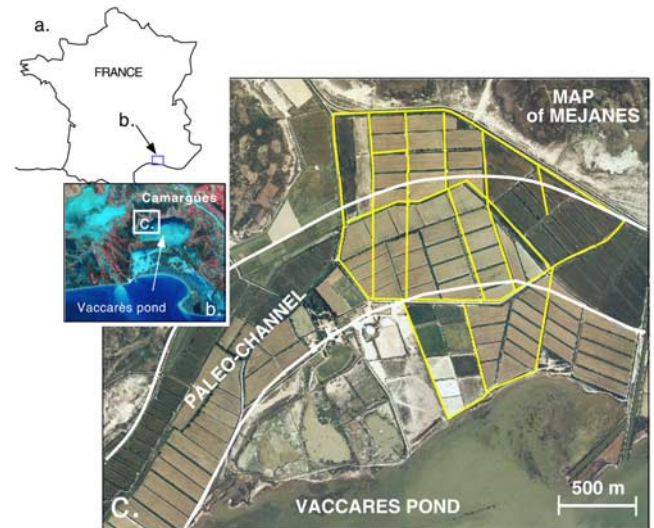 a.
FRANCE
b.
Camargues
C.
Vaccarès pond
b.
MAP
of MEJANES
PALEO-CHANNEL
C.
VACCARES POND
500 m